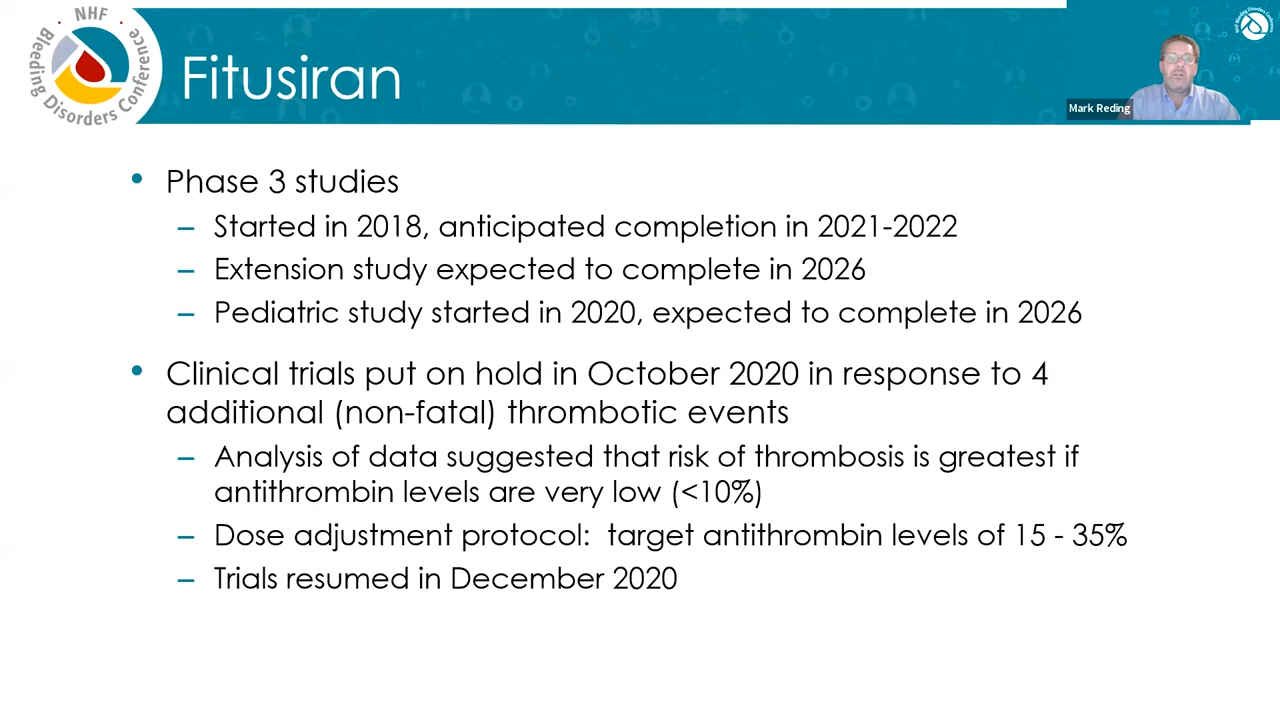 NHF
Bleeding Disorders Conference
Fitusiran
Mark Reding
• Phase 3 studies
– Started in 2018, anticipated completion in 2021-2022
– Extension study expected to complete in 2026
– Pediatric study started in 2020, expected to complete in 2026
• Clinical trials put on hold in October 2020 in response to 4
additional (non-fatal) thrombotic events
– Analysis of data suggested that risk of thrombosis is greatest if
antithrombin levels are very low (<10%)
– Dose adjustment protocol:  target antithrombin levels of 15 - 35%
– Trials resumed in December 2020